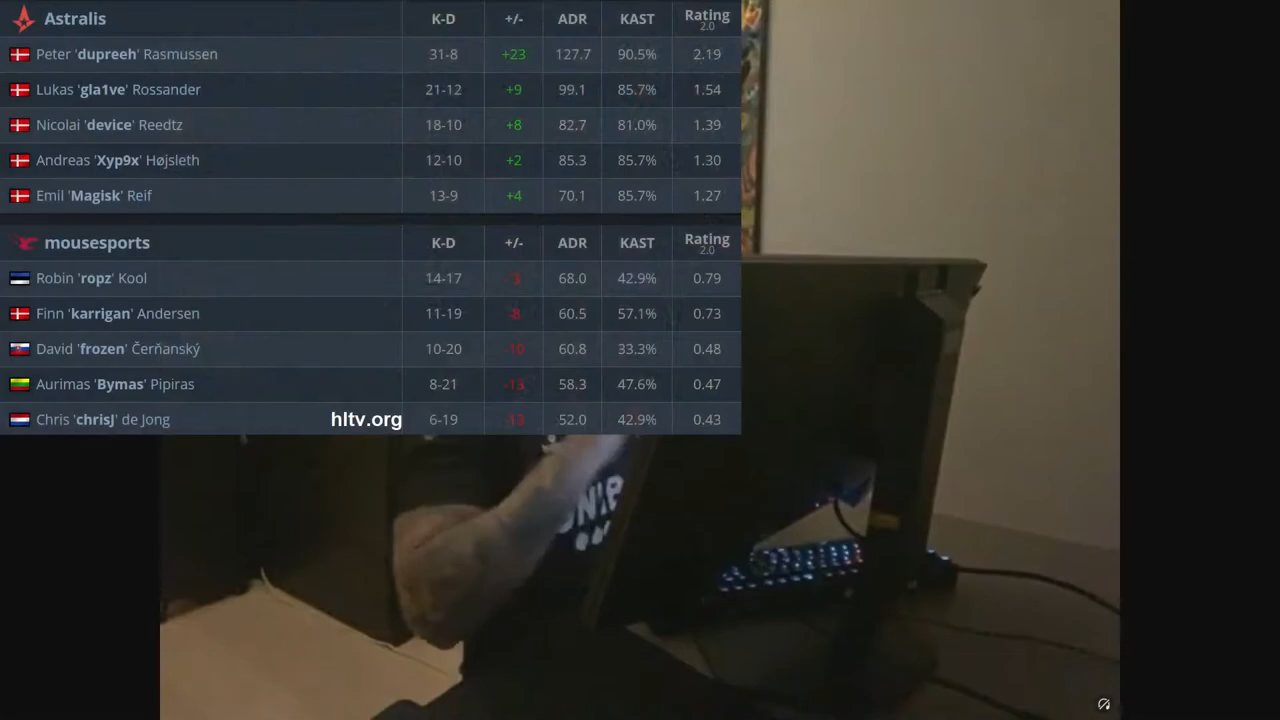 Astralis K-D +/- ADR KAST Rating 2.0
Peter 'dupreeh' Rasmussen 31-8 +23 127.7 90.5% 2.19
Lukas 'gla1ve' Rossander 21-12 +9 99.1 85.7% 1.54
Nicolai 'device' Reedtz 18-10 +8 82.7 81.0% 1.39
Andreas 'Xyp9x' Højsleth 12-10 +2 85.3 85.7% 1.30
Emil 'Magisk' Reif 13-9 +4 70.1 85.7% 1.27
mousesports K-D +/- ADR KAST Rating 2.0
Robin 'ropz' Kool 14-17 -3 68.0 42.9% 0.79
Finn 'karrigan' Andersen 11-19 -8 60.5 57.1% 0.73
David 'frozen' Čerňanský 10-20 -10 60.8 33.3% 0.48
Aurimas 'Bymas' Pipiras 8-21 -13 58.3 47.6% 0.47
Chris 'chrisJ' de Jong hltv.org 6-19 -13 52.0 42.9% 0.43